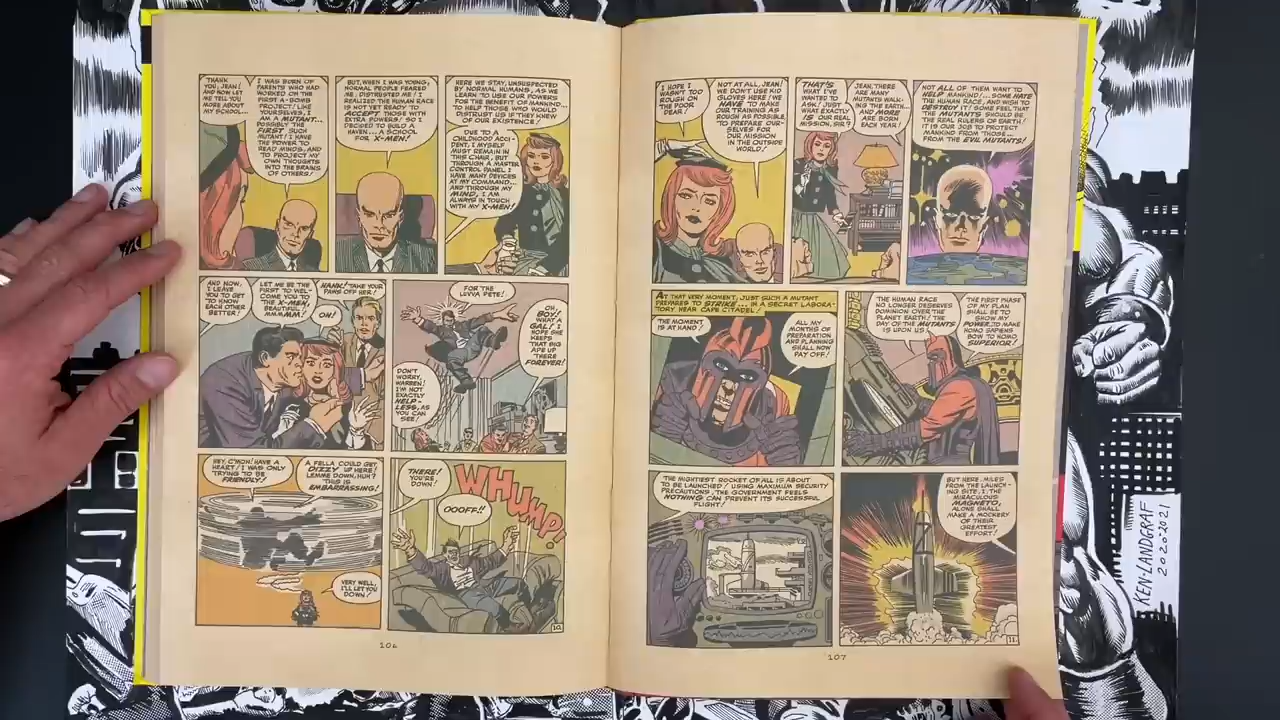 THANK
YOU, JEAN!
AND NOW LET
ME TELL YOU
MORE ABOUT
MY SCHOOL...
I WAS BORN OF
PARENTS WHO HAD
WORKED ON THE
FIRST A-BOMB
PROJECT! LIKE
YOURSELVES, I
AM A MUTANT...
POSSIBLY THE
FIRST SUCH
MUTANT! I HAVE
THE POWER TO
READ MINDS, AND
TO PROJECT MY
OWN THOUGHTS
INTO THE BRAINS
OF OTHERS!
BUT, WHEN I WAS YOUNG,
NORMAL PEOPLE FEARED
ME, DISTRUSTED ME! I
REALIZED THE HUMAN RACE
IS NOT YET READY TO
ACCEPT THOSE WITH
EXTRA POWERS! SO I
DECIDED TO BUILD A
HAVEN... A SCHOOL
FOR X-MEN!
HERE WE STAY, UNSUSPECTED
BY NORMAL HUMANS, AS WE
LEARN TO USE OUR POWERS
FOR THE BENEFIT OF MANKIND...
TO HELP THOSE WHO WOULD
DISTRUST US IF THEY KNEW
OF OUR EXISTENCE!
DUE TO A
CHILDHOOD ACCI-
DENT, I MYSELF
MUST REMAIN IN
THIS CHAIR, BUT
THROUGH A MASTER
CONTROL PANEL I
HAVE MANY DEVICES
AT MY COMMAND...
AND THROUGH MY
MIND, I AM
ALWAYS IN TOUCH
WITH MY X-MEN!
AND NOW,
I LEAVE
YOU TO GET
TO KNOW
EACH OTHER
BETTER!
LET ME BE THE
FIRST TO WEL-
COME YOU TO
THE X-MEN,
BEAUTIFUL,
MMMMM!
HANK! TAKE YOUR
PAWS OFF HER!
OH!
FOR THE
LUVVA PETE!
OH,
BOY!
WHAT A
GAL! I
HOPE SHE
KEEPS
THAT BIG
APE UP
THERE
FOREVER!
DON'T
WORRY,
WARREN!
I'M NOT
EXACTLY
HELP-
LESS, AS
YOU CAN
SEE!
HEY, C'MON! HAVE A
HEART! I WAS ONLY
TRYING TO BE
FRIENDLY!
A FELLA COULD GET
DIZZY UP HERE!
LEMME DOWN, HUH?
THIS IS
EMBARRASSING!
VERY WELL,
I'LL LET YOU
DOWN!
THERE!
YOU'RE
DOWN!
OOOFF!!
WHUMP!
10
106
I HOPE I
WASN'T TOO
ROUGH ON
THE POOR
DEAR!
NOT AT ALL, JEAN!
WE DON'T USE KID
GLOVES HERE! WE
HAVE TO MAKE
OUR TRAINING AS
ROUGH AS POSSIBLE
TO PREPARE OUR-
SELVES FOR
OUR MISSION
IN THE OUTSIDE
WORLD!
THAT'S
WHAT I'VE
WANTED TO
ASK! JUST
WHAT EXACTLY
IS OUR REAL
MISSION, SIR?
JEAN, THERE
ARE MANY
MUTANTS WALK-
ING THE EARTH...
AND MORE
ARE BORN
EACH YEAR!
NOT ALL OF THEM WANT TO
HELP MANKIND!... SOME HATE
THE HUMAN RACE, AND WISH TO
DESTROY IT! SOME FEEL THAT
THE MUTANTS SHOULD BE
THE REAL RULERS OF EARTH!
IT IS OUR JOB TO PROTECT
MANKIND FROM THOSE...
FROM THE EVIL MUTANTS!
AT THAT VERY MOMENT, JUST SUCH A MUTANT
PREPARES TO STRIKE... IN A SECRET LABORA-
TORY NEAR CAPE CITADEL!
THE MOMENT
IS AT HAND!
ALL MY
MONTHS OF
PREPARATION
AND PLANNING
SHALL NOW
PAY OFF!
THE HUMAN RACE
NO LONGER DESERVES
DOMINION OVER THE
PLANET EARTH! THE
DAY OF THE MUTANTS
IS UPON US!
THE FIRST PHASE OF
MY PLAN
SHALL BE TO
SHOW MY
POWER..TO MAKE
HOMO SAPIENS
BOW TO HOMO
SUPERIOR!
THE MIGHTIEST ROCKET OF ALL IS ABOUT
TO BE LAUNCHED! USING MAXIMUM SECURITY
PRECAUTIONS, THE GOVERNMENT FEELS
NOTHING CAN PREVENT ITS SUCCESSFUL
FLIGHT!
BUT HERE, MILES
FROM THE LAUNCH-
ING SITE, I, THE
MIRACULOUS
MAGNETO,
ALONE SHALL
MAKE A MOCKERY
OF THEIR
GREATEST
EFFORT!
11
107
KEN·LANDGRAF